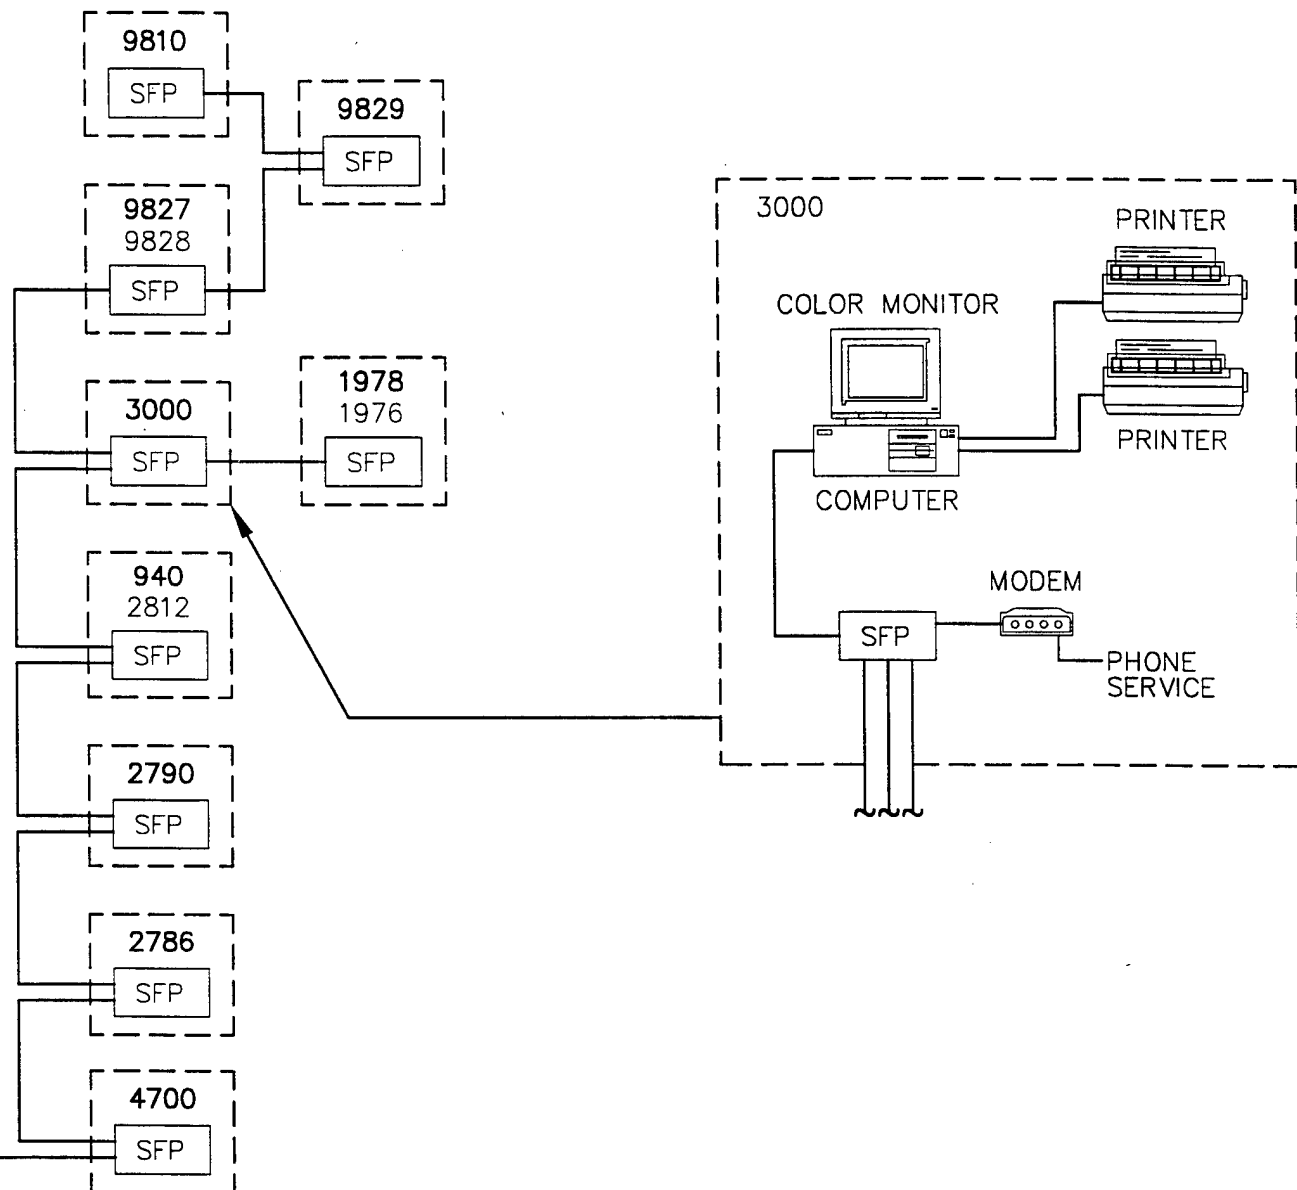 9810
SFP
9829
SFP
9827
9828
SFP
3000
SFP
1978
1976
SFP
940
2812
SFP
2790
SFP
2786
SFP
4700
SFP
3000
PRINTER
COLOR MONITOR
PRINTER
COMPUTER
MODEM
SFP
PHONE
SERVICE